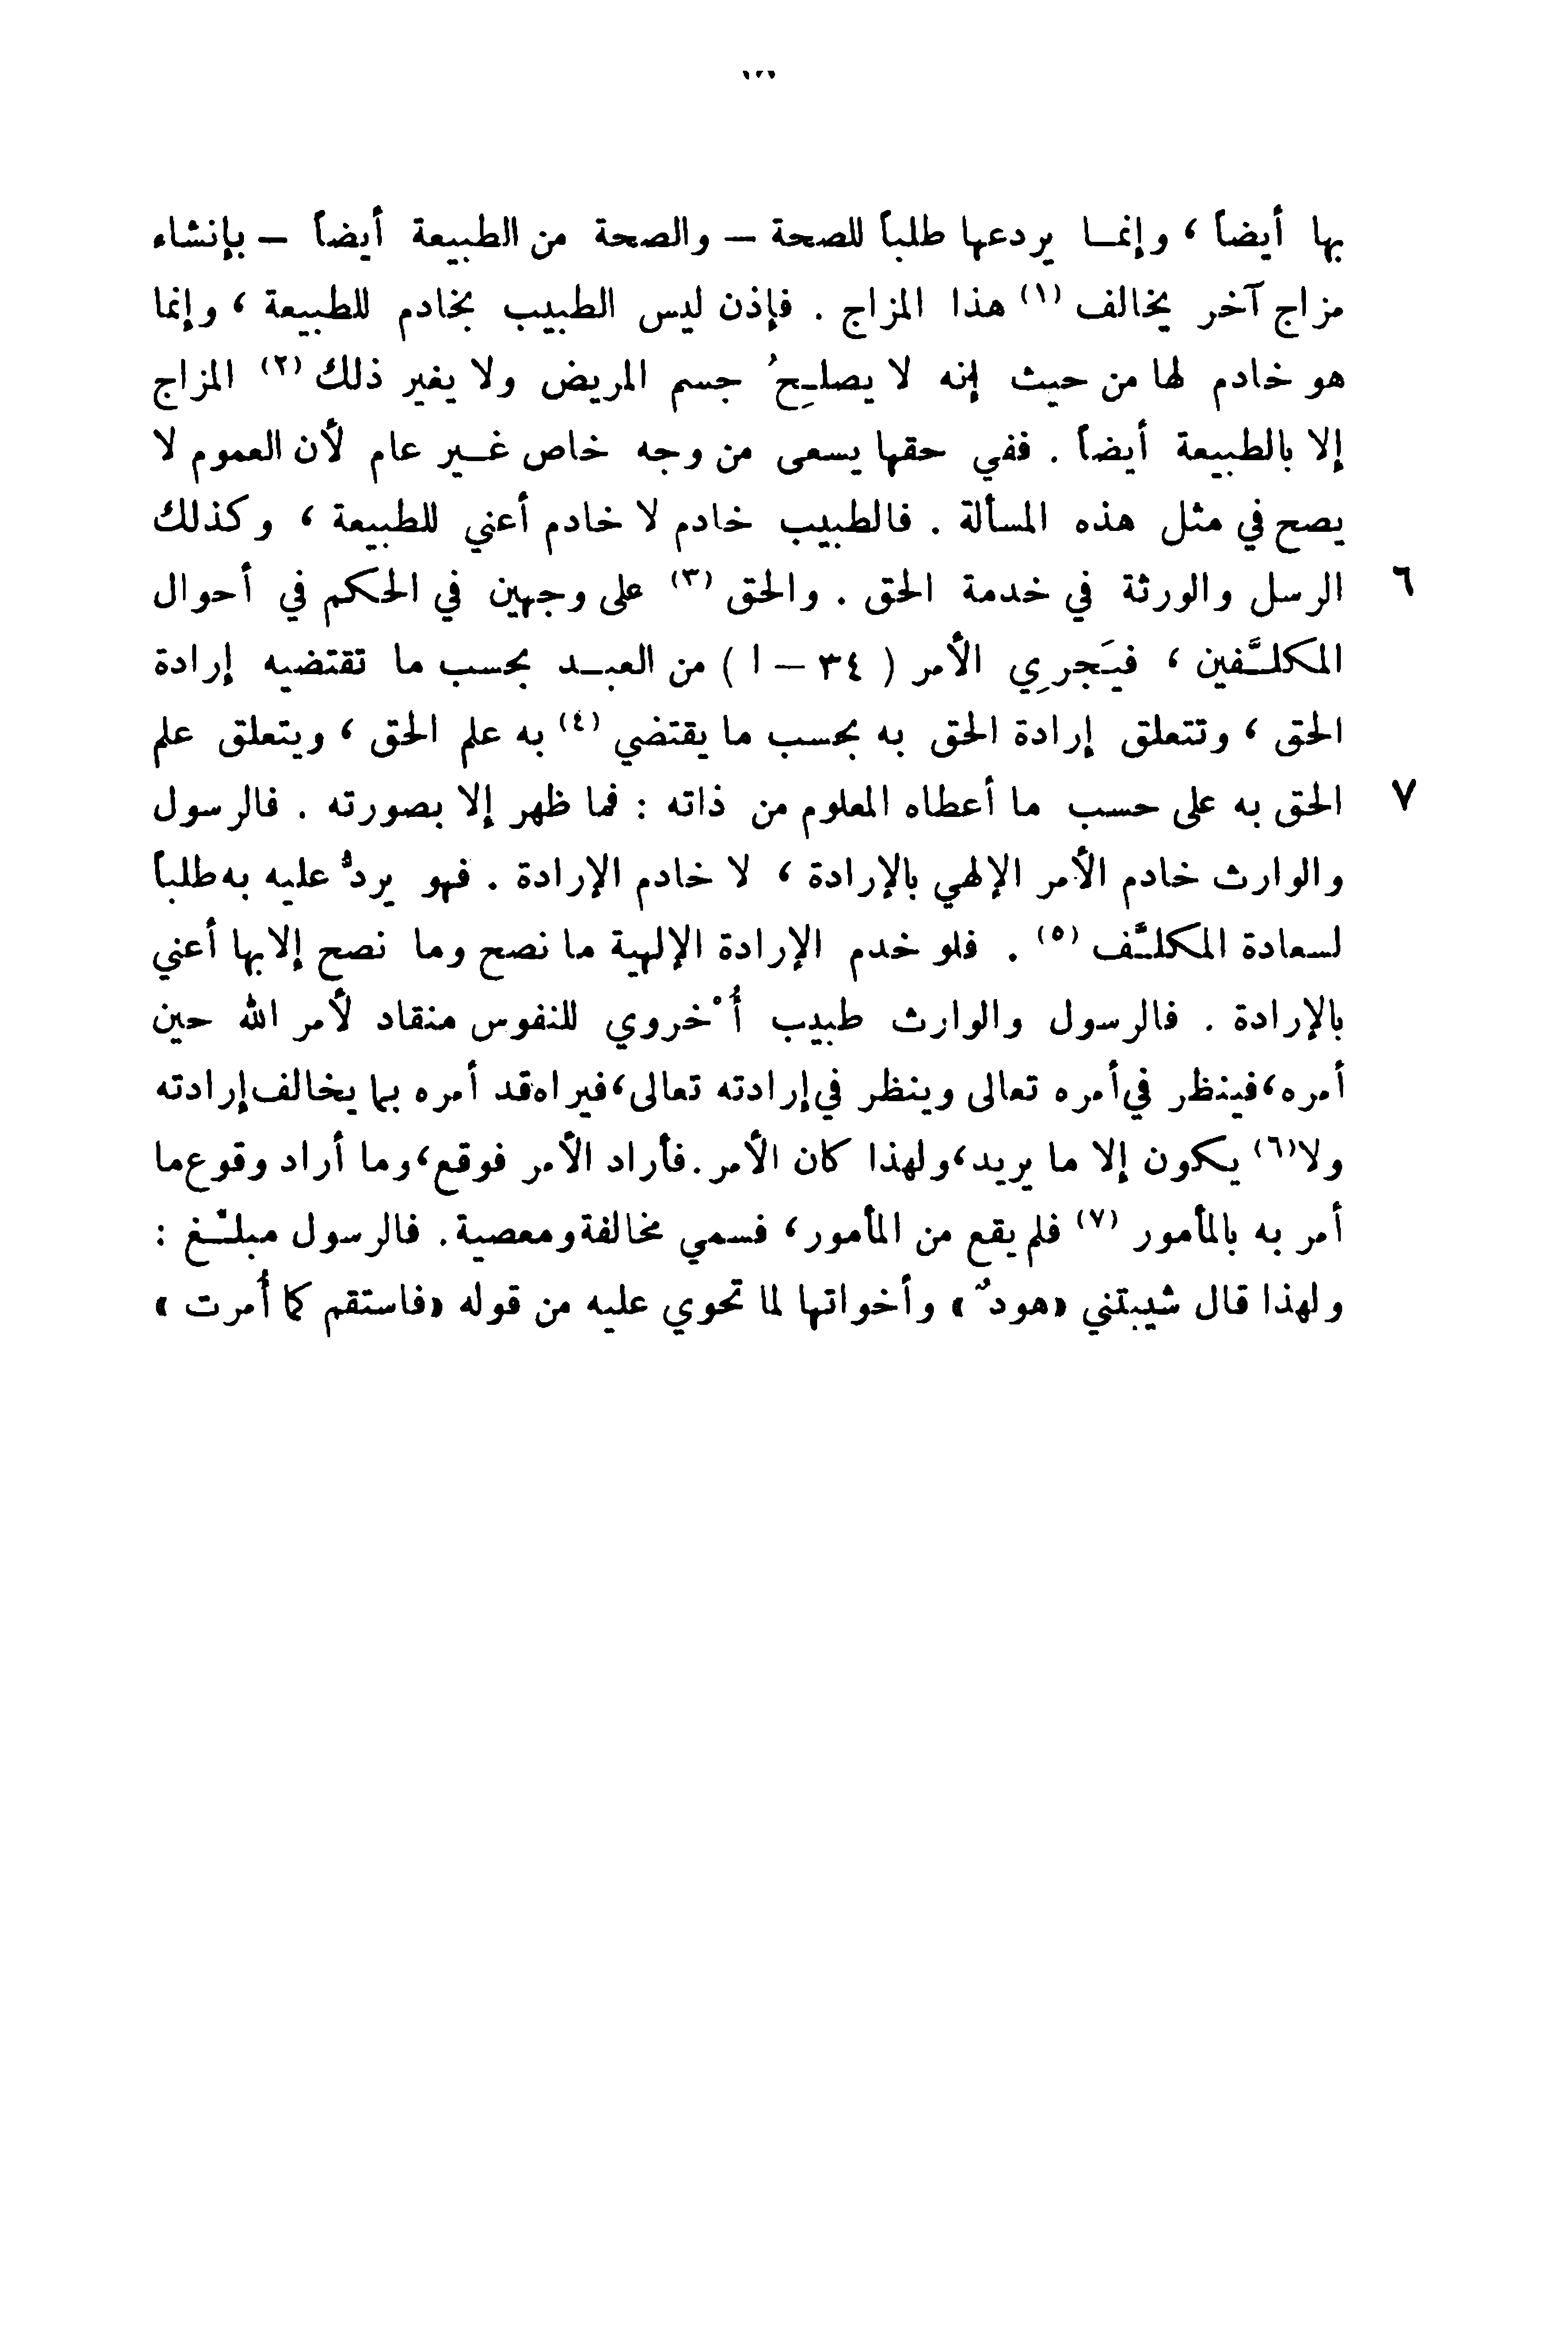 بها أيضاً ، وإنمـا يردعها طلباً للصحة – والصحة من الطبيعة أيضاً – بإنشاء
مزاج آخر يخالف (١) هذا المزاج . فإذن ليس الطبيب بخادم للطبيعة ، وإنما
هو خادم لها من حيث إنه لا يصلِحُ جسم المريض ولا يغير ذلك (٢) المزاج
إلا بالطبيعة أيضاً . ففي حقها يسعى من وجه خاص غـير عام لأن العموم لا
يصح في مثل هذه المسألة . فالطبيب خادم لا خادم أعني للطبيعة ، وكذلك
٦ الرسل والورثة في خدمة الحق . والحق (٣) على وجهين في الحكم في أحوال
المكلَّفين ، فيَجرِي الأمر ( ٣٤ – ا ) من العبـد بحسب ما تقتضيه إرادة
الحق ، وتتعلق إرادة الحق به بحسب ما يقتضي (٤) به علم الحق ، ويتعلق علم
٧ الحق به على حسب ما أعطاه المعلوم من ذاته : فما ظهر إلا بصورته . فالرسول
والوارث خادم الأمر الإلهي بالإرادة ، لا خادم الإرادة . فهو يردُّ عليه به طلباً
لسعادة المكلَّف (٥) . فلو خدم الإرادة الإلهية ما نصح وما نصح إلا بها أعني
بالإرادة . فالرسول والوارث طبيب أُخْروي للنفوس منقاد لأمر الله حين
أمره ، فينظر في أمره تعالى وينظر في إرادته تعالى ، فيراه قد أمره بما يخالف إرادته
ولا (٦) يكون إلا ما يريد ، ولهذا كان الأمر . فأراد الأمر فوقع ، وما أراد وقوع ما
أمر به بالمأمور (٧) فلم يقع من المأمور ، فسمي مخالفة ومعصية . فالرسول مبلِّغ :
ولهذا قال شيبتني «هودٌ» وأخواتها لما تحوي عليه من قوله «فاستقم كما أُمرت »